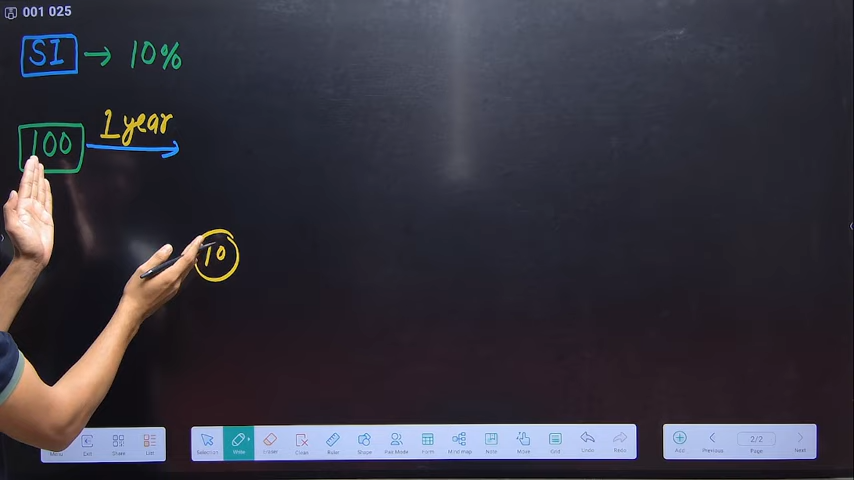 001 025
SI → 10%
100 1 year
10
Menu Exit Share List
Selection Write Eraser Clean Ruler Shape Pen Mode Form Mind map Note Move Grid Undo Redo
Add Previous 2/2 Page Next